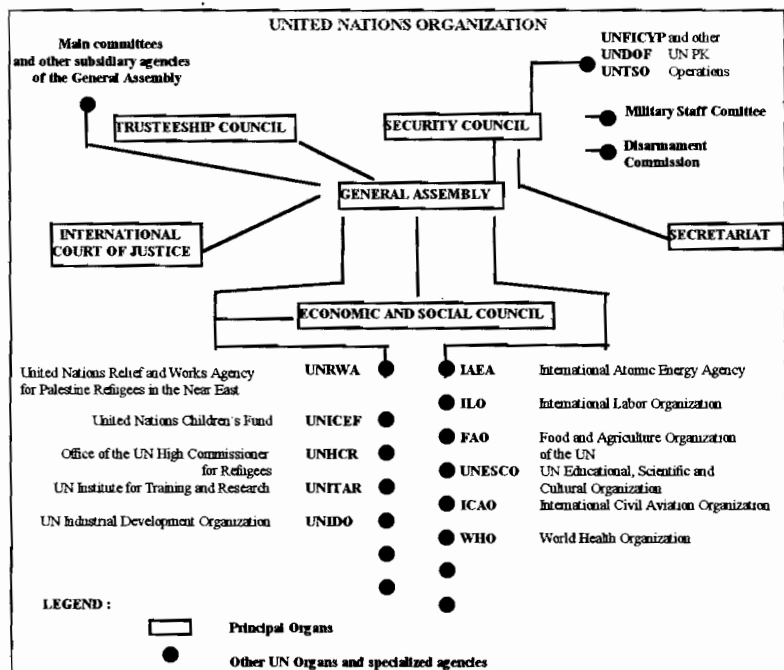 UNITED NATIONS ORGANIZATION
Main committees
and other subsidiary agencies
of the General Assembly
UNFICYP and other
UNDOF UN PK
UNTSO Operations
TRUSTEESHIP COUNCIL
SECURITY COUNCIL
Military Staff Comittee
Disarmament
Commission
GENERAL ASSEMBLY
INTERNATIONAL
COURT OF JUSTICE
SECRETARIAT
ECONOMIC AND SOCIAL COUNCIL
United Nations Relief and Works Agency
for Palestine Refugees in the Near East
UNRWA
United Nations Children's Fund
UNICEF
Office of the UN High Commissioner
for Refugees
UNHCR
UN Institute for Training and Research
UNITAR
UN Industrial Development Organization
UNIDO
IAEA
International Atomic Energy Agency
ILO
International Labor Organization
FAO
Food and Agriculture Organization
of the UN
UNESCO
UN Educational, Scientific and
Cultural Organization
ICAO
International Civil Aviation Organization
WHO
World Health Organization
LEGEND :
Principal Organs
Other UN Organs and specialized agencies